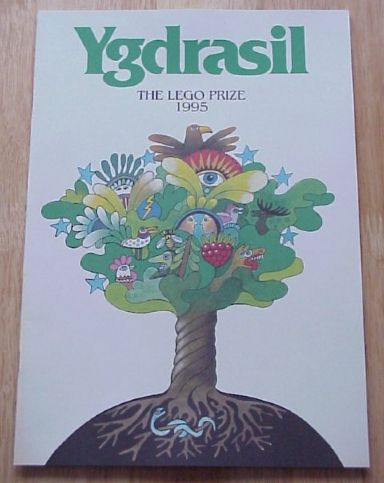 Ygdrasil
THE LEGO PRIZE
1995